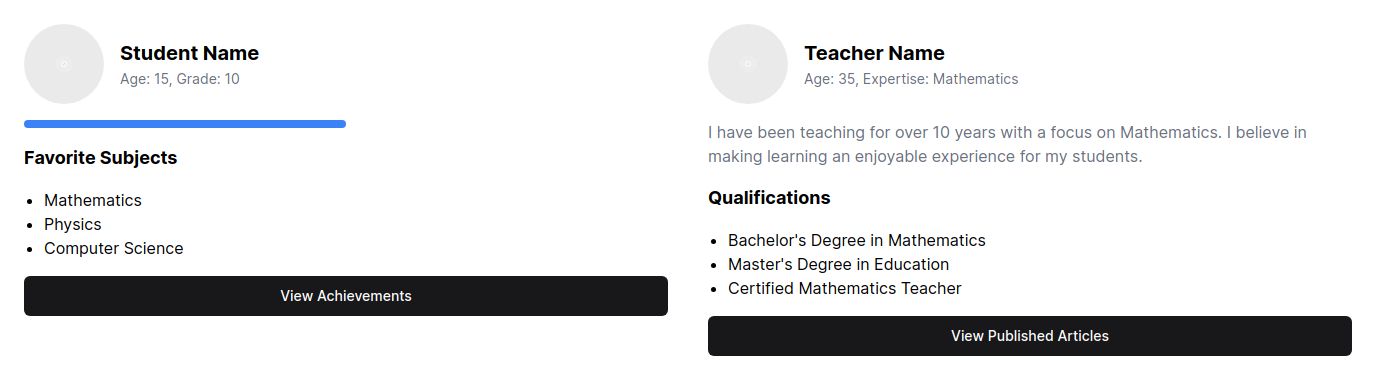 Student Name
Age: 15, Grade: 10
Favorite Subjects
Mathematics
Physics
Computer Science
View Achievements
Teacher Name
Age: 35, Expertise: Mathematics
I have been teaching for over 10 years with a focus on Mathematics. I believe in
making learning an enjoyable experience for my students.
Qualifications
Bachelor's Degree in Mathematics
Master's Degree in Education
Certified Mathematics Teacher
View Published Articles